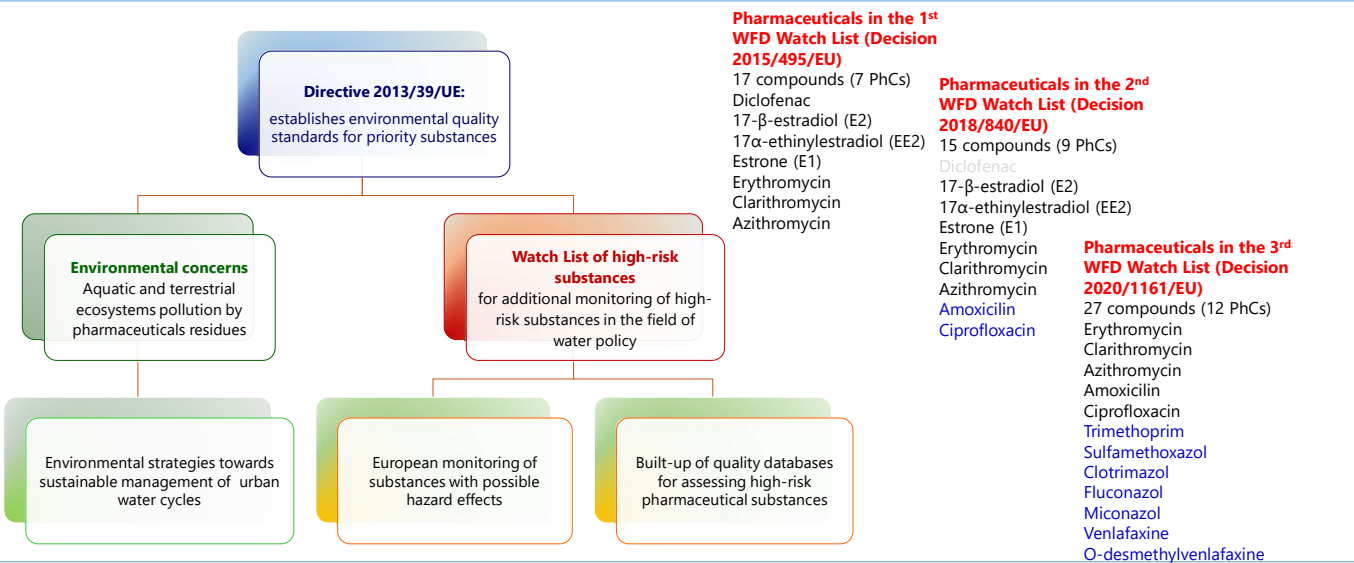 Directive 2013/39/UE:
establishes environmental quality
standards for priority substances
Environmental concerns
Aquatic and terrestrial
ecosystems pollution by
pharmaceuticals residues
Watch List of high-risk
substances
for additional monitoring of high-
risk substances in the field of
water policy
Environmental strategies towards
sustainable management of urban
water cycles
European monitoring of
substances with possible
hazard effects
Built-up of quality databases
for assessing high-risk
pharmaceutical substances
Pharmaceuticals in the 1st
WFD Watch List (Decision
2015/495/EU)
17 compounds (7 PhCs)
Diclofenac
17-β-estradiol (E2)
17α-ethinylestradiol (EE2)
Estrone (E1)
Erythromycin
Clarithromycin
Azithromycin
Pharmaceuticals in the 2nd
WFD Watch List (Decision
2018/840/EU)
15 compounds (9 PhCs)
Diclofenac
17-β-estradiol (E2)
17α-ethinylestradiol (EE2)
Estrone (E1)
Erythromycin
Clarithromycin
Azithromycin
Amoxicilin
Ciprofloxacin
Pharmaceuticals in the 3rd
WFD Watch List (Decision
2020/1161/EU)
27 compounds (12 PhCs)
Erythromycin
Clarithromycin
Azithromycin
Amoxicilin
Ciprofloxacin
Trimethoprim
Sulfamethoxazol
Clotrimazol
Fluconazol
Miconazol
Venlafaxine
O-desmethylvenlafaxine